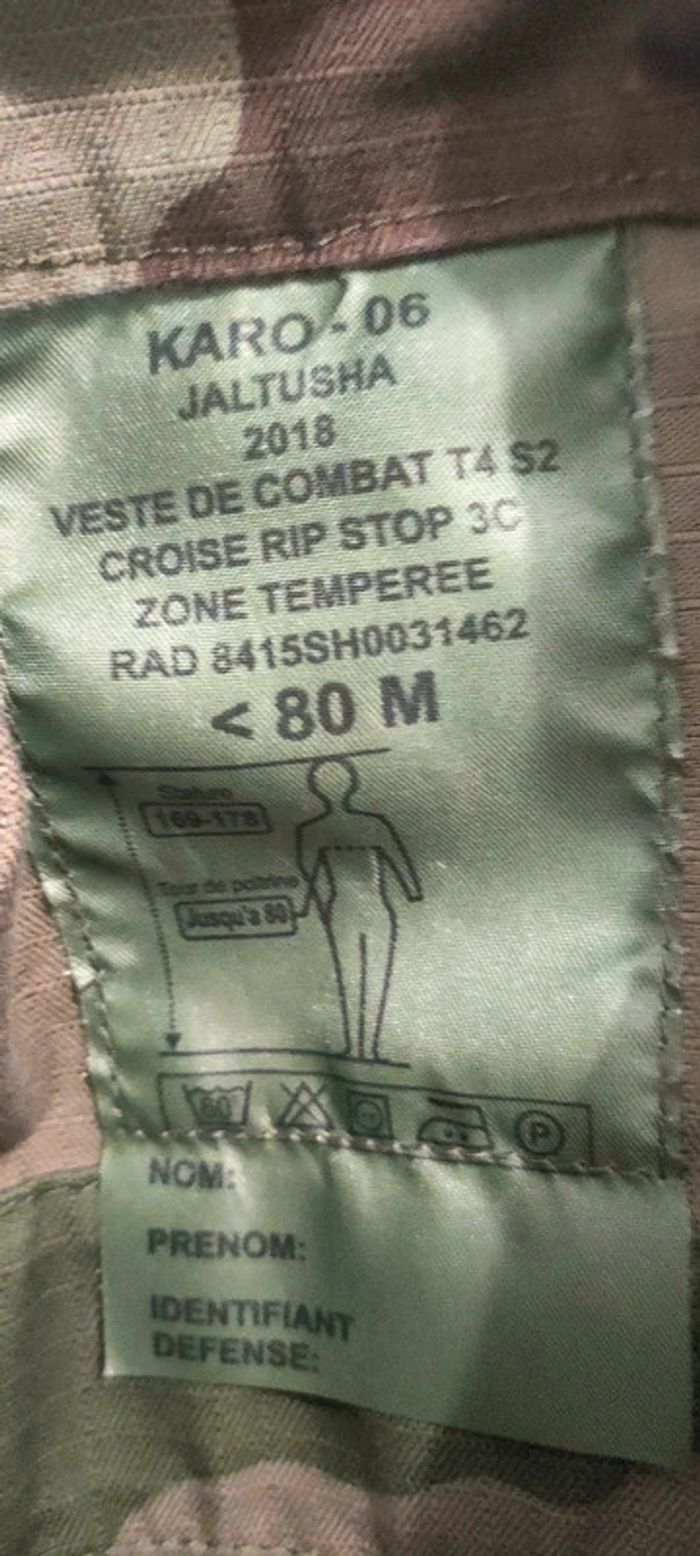 KARO - 06
JALTUSHA
2018
VESTE DE COMBAT T4 S2
CROISE RIP STOP 3C
ZONE TEMPEREE
RAD 8415SH0031462
< 80 M
Stature
169-178
Tour de poitrine
Jusqu'a 80
60
P
NOM:
PRENOM:
IDENTIFIANT
DEFENSE: